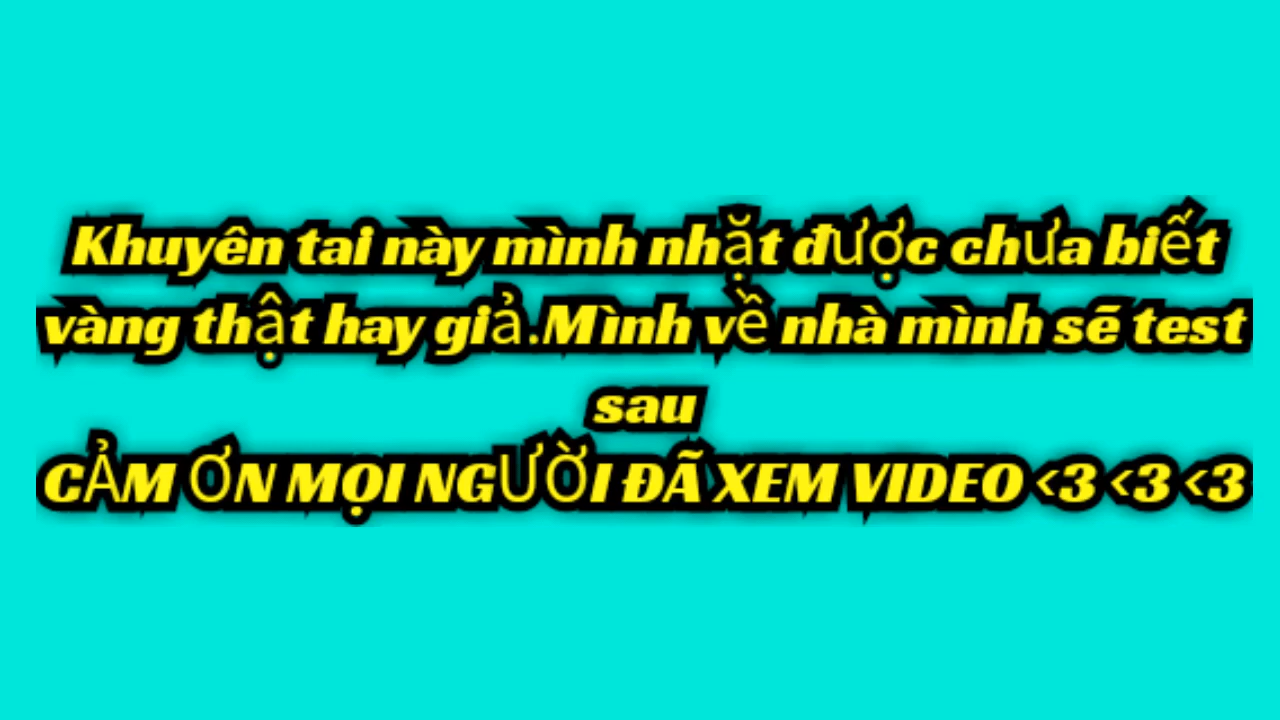 Khuyên tai này mình nhặt được chưa biết
vàng thật hay giả.Mình về nhà mình sẽ test
sau
CẢM ƠN MỌI NGƯỜI ĐÃ XEM VIDEO <3 <3 <3